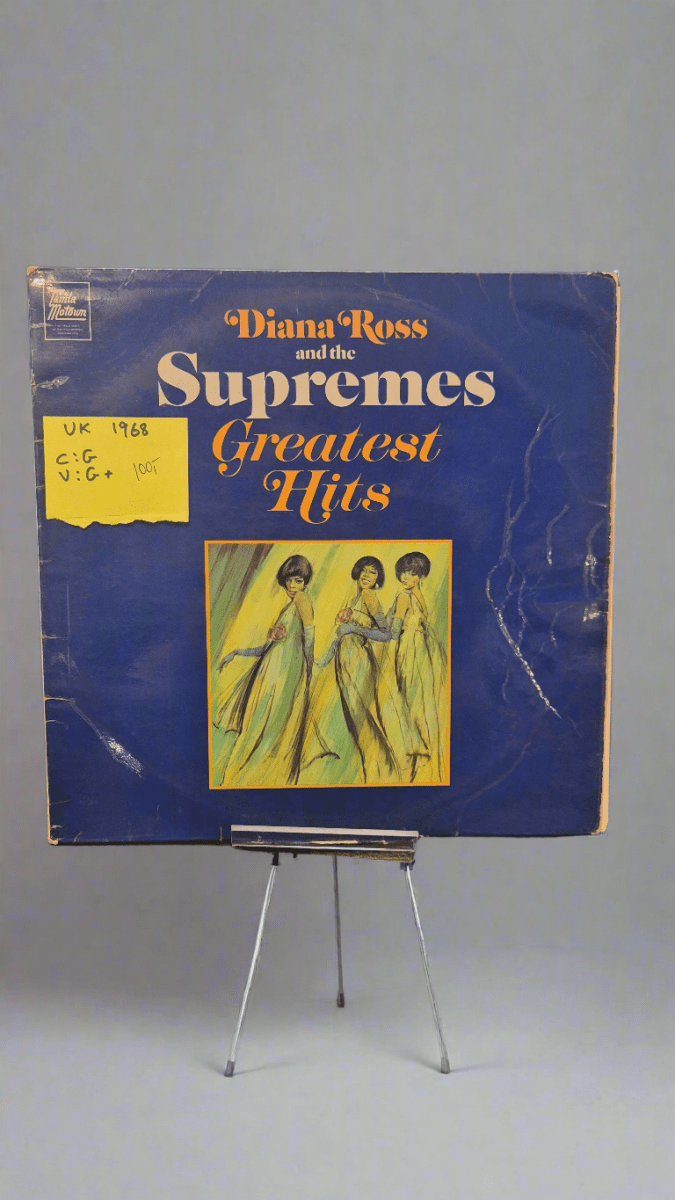 Tamla
Motown
Diana Ross
and the
Supremes
Greatest
Hits
UK 1968
C:G
V:G+ 100,-